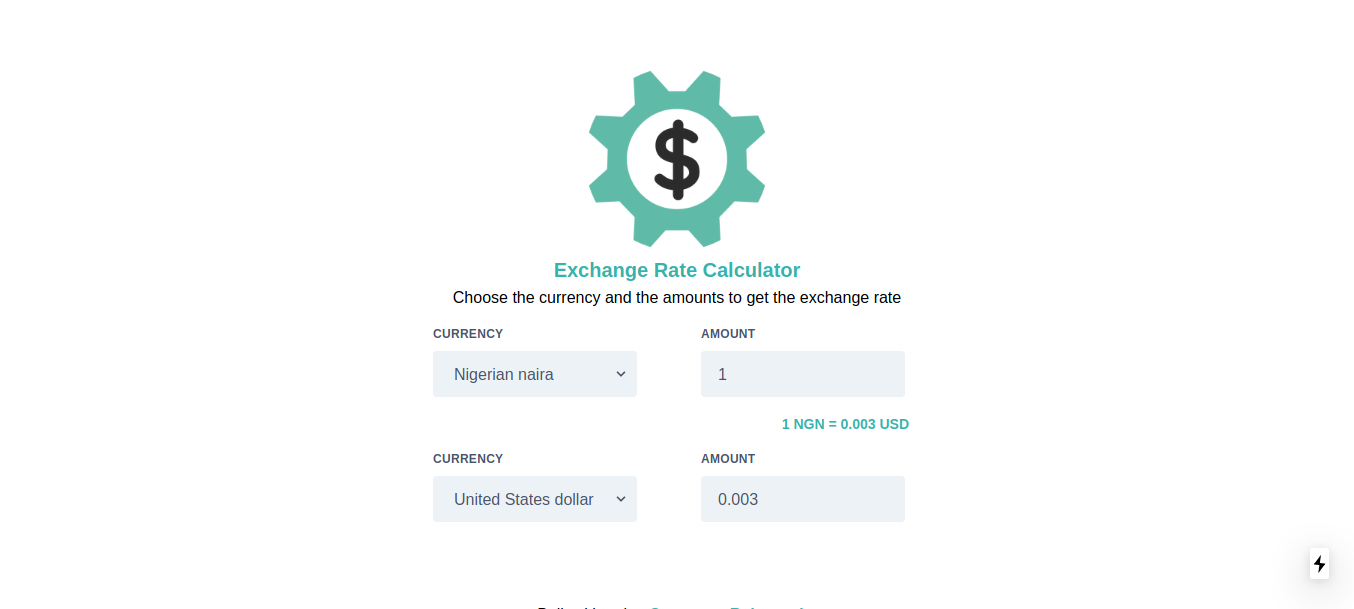 $
Exchange Rate Calculator
Choose the currency and the amounts to get the exchange rate
CURRENCY AMOUNT
Nigerian naira 1
1 NGN = 0.003 USD
CURRENCY AMOUNT
United States dollar 0.003